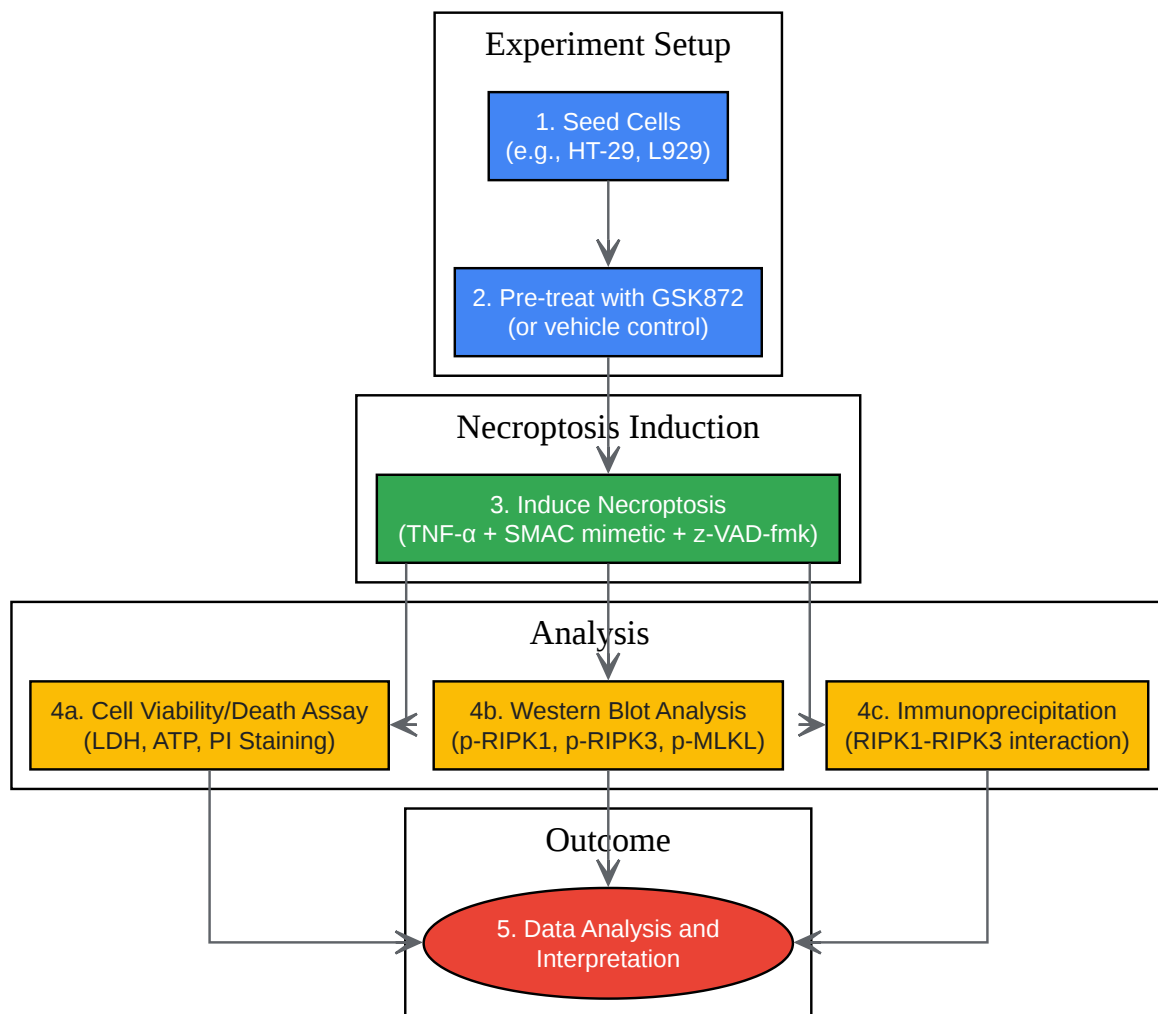 Experiment Setup
1. Seed Cells
(e.g., HT-29, L929)
2. Pre-treat with GSK872
(or vehicle control)
Necroptosis Induction
3. Induce Necroptosis
(TNF-α + SMAC mimetic + z-VAD-fmk)
Analysis
4a. Cell Viability/Death Assay
(LDH, ATP, PI Staining)
4b. Western Blot Analysis
(p-RIPK1, p-RIPK3, p-MLKL)
4c. Immunoprecipitation
(RIPK1-RIPK3 interaction)
Outcome
5. Data Analysis and
Interpretation